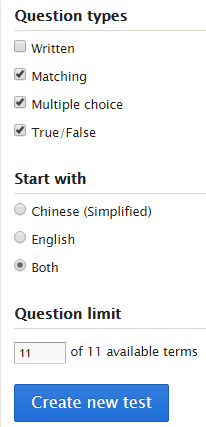 Question types
Written
Matching
Multiple choice
True/False
Start with
Chinese (Simplified)
English
Both
Question limit
11 of 11 available terms
Create new test